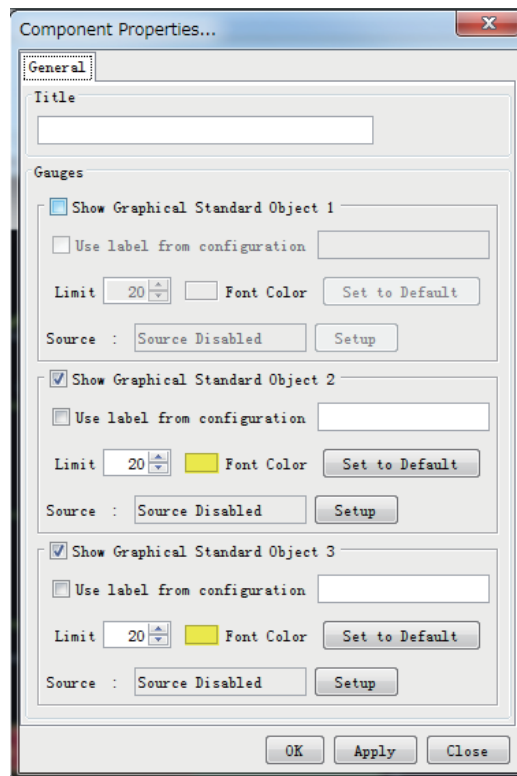 Component Properties...
General
Title
Gauges
Show Graphical Standard Object 1
Use label from configuration
Limit 20 Font Color Set to Default
Source : Source Disabled Setup
Show Graphical Standard Object 2
Use label from configuration
Limit 20 Font Color Set to Default
Source : Source Disabled Setup
Show Graphical Standard Object 3
Use label from configuration
Limit 20 Font Color Set to Default
Source : Source Disabled Setup
OK Apply Close